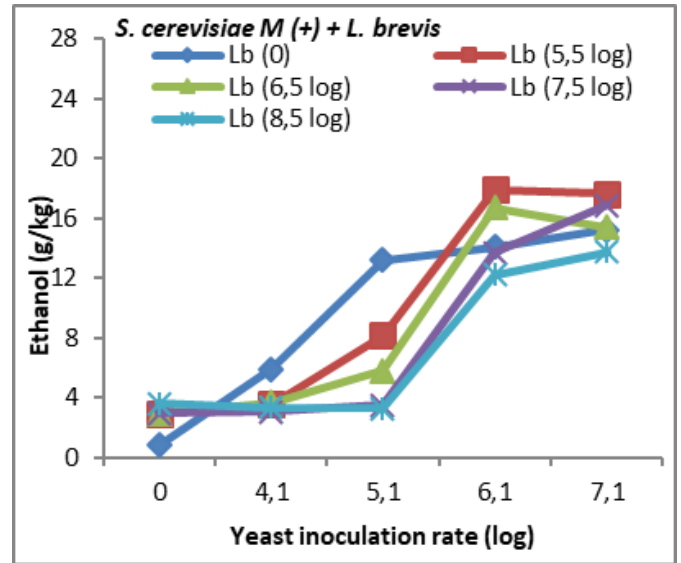 S. cerevisiae M (+) + L. brevis
Lb (0)
Lb (5,5 log)
Lb (6,5 log)
Lb (7,5 log)
Lb (8,5 log)
28
24
20
16
12
8
4
0
Ethanol (g/kg)
0 4,1 5,1 6,1 7,1
Yeast inoculation rate (log)